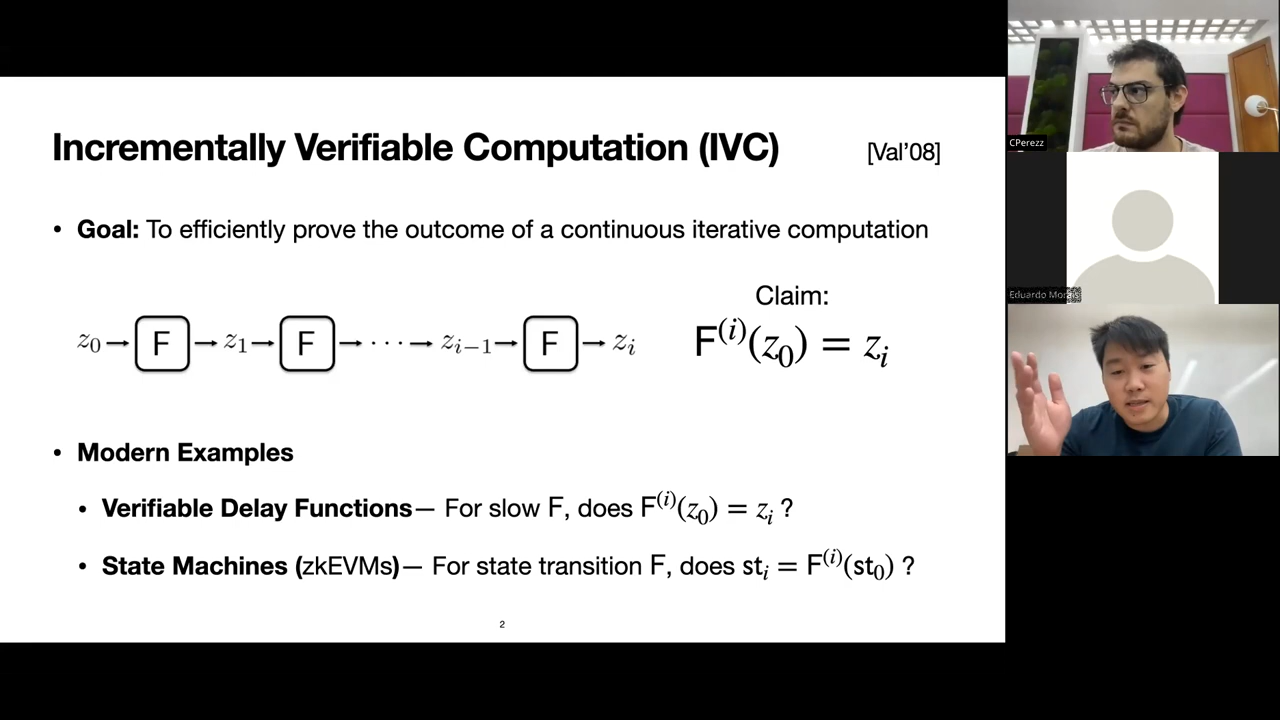 Incrementally Verifiable Computation (IVC) [Val’08]
• Goal: To efficiently prove the outcome of a continuous iterative computation
Claim:
z₀ → F → z₁ → F → ··· → zᵢ₋₁ → F → zᵢ
F⁽ⁱ⁾(z₀) = zᵢ
• Modern Examples
• Verifiable Delay Functions— For slow F, does F⁽ⁱ⁾(z₀) = zᵢ ?
• State Machines (zkEVMs)— For state transition F, does stᵢ = F⁽ⁱ⁾(st₀) ?
2
CPerezz
Eduardo Morais